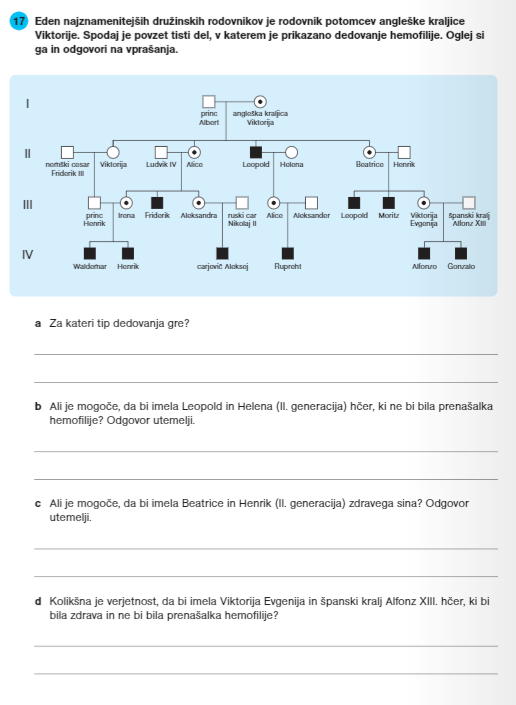 17 Eden najznamenitejših družinskih rodovnikov je rodovnik potomcev angleške kraljice
Viktorije. Spodaj je povzet tisti del, v katerem je prikazano dedovanje hemofilije. Oglej si
ga in odgovori na vprašanja.
I
princ
Albert
angleška kraljica
Viktorija
II
nemški cesar
Friderik III
Viktorija
Ludvik IV
Alice
Leopold
Helena
Beatrice
Henrik
III
princ
Henrik
Irena
Friderik
Aleksandra
ruski car
Nikolaj II
Alice
Aleksander
Leopold
Moritz
Viktorija
Evgenija
španski kralj
Alfonz XIII
IV
Waldemar
Henrik
carjovič Aleksej
Rupreht
Alfonzo
Gonzalo
a Za kateri tip dedovanja gre?
b Ali je mogoče, da bi imela Leopold in Helena (II. generacija) hčer, ki ne bi bila prenašalka
hemofilije? Odgovor utemelji.
c Ali je mogoče, da bi imela Beatrice in Henrik (II. generacija) zdravega sina? Odgovor
utemelji.
d Kolikšna je verjetnost, da bi imela Viktorija Evgenija in španski kralj Alfonz XIII. hčer, ki bi
bila zdrava in ne bi bila prenašalka hemofilije?